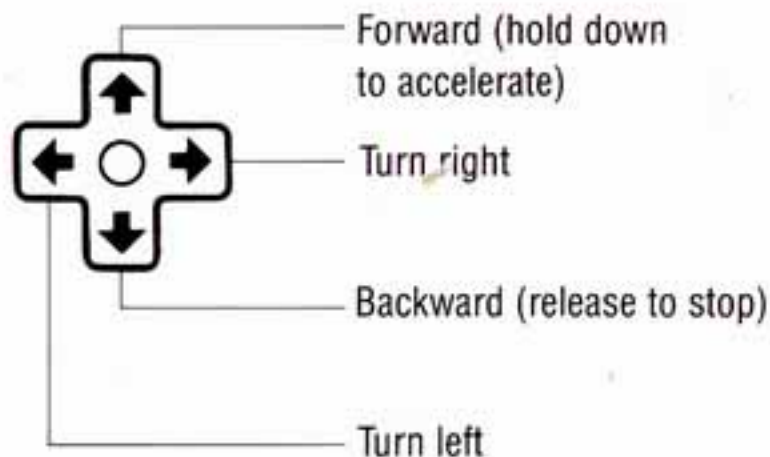 Forward (hold down
to accelerate)
Turn right
Backward (release to stop)
Turn left